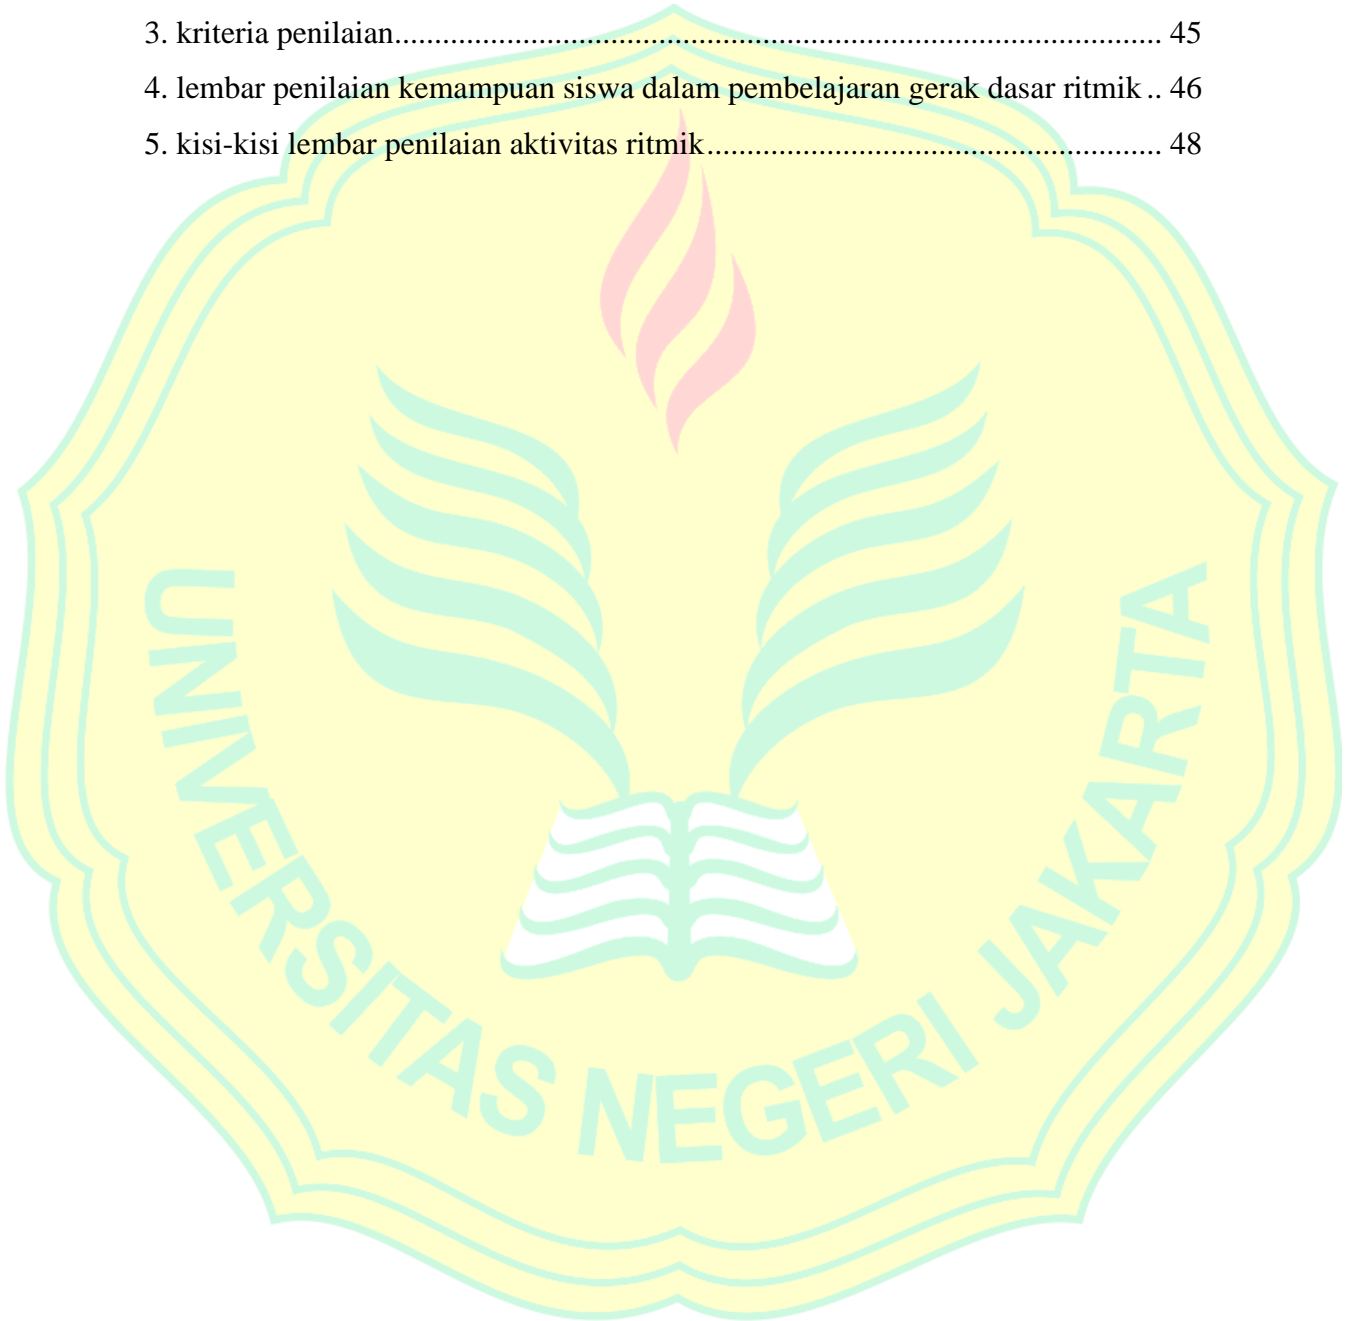 3. kriteria penilaian................................................................................................ 45
4. lembar penilaian kemampuan siswa dalam pembelajaran gerak dasar ritmik .. 46
5. kisi-kisi lembar penilaian aktivitas ritmik......................................................... 48
UNIVERSITAS NEGERI JAKARTA